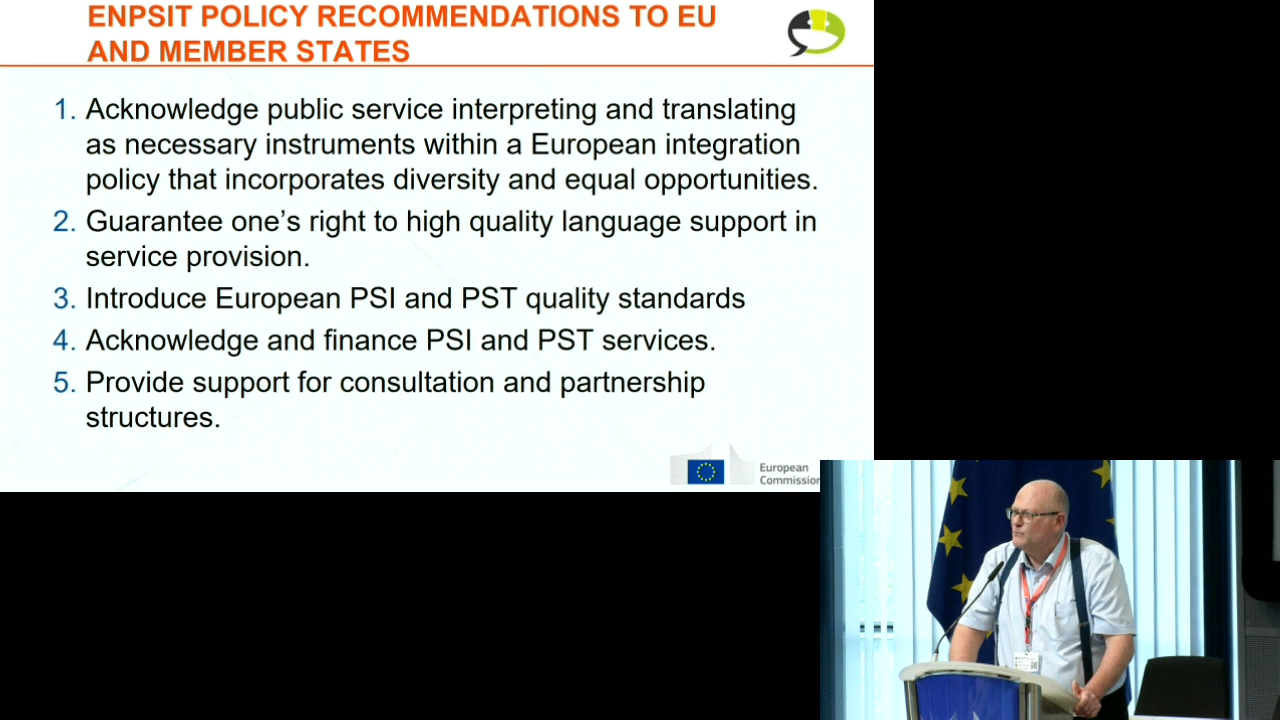 ENPSIT POLICY RECOMMENDATIONS TO EU
AND MEMBER STATES
1. Acknowledge public service interpreting and translating
as necessary instruments within a European integration
policy that incorporates diversity and equal opportunities.
2. Guarantee one’s right to high quality language support in
service provision.
3. Introduce European PSI and PST quality standards
4. Acknowledge and finance PSI and PST services.
5. Provide support for consultation and partnership
structures.
European
Commission